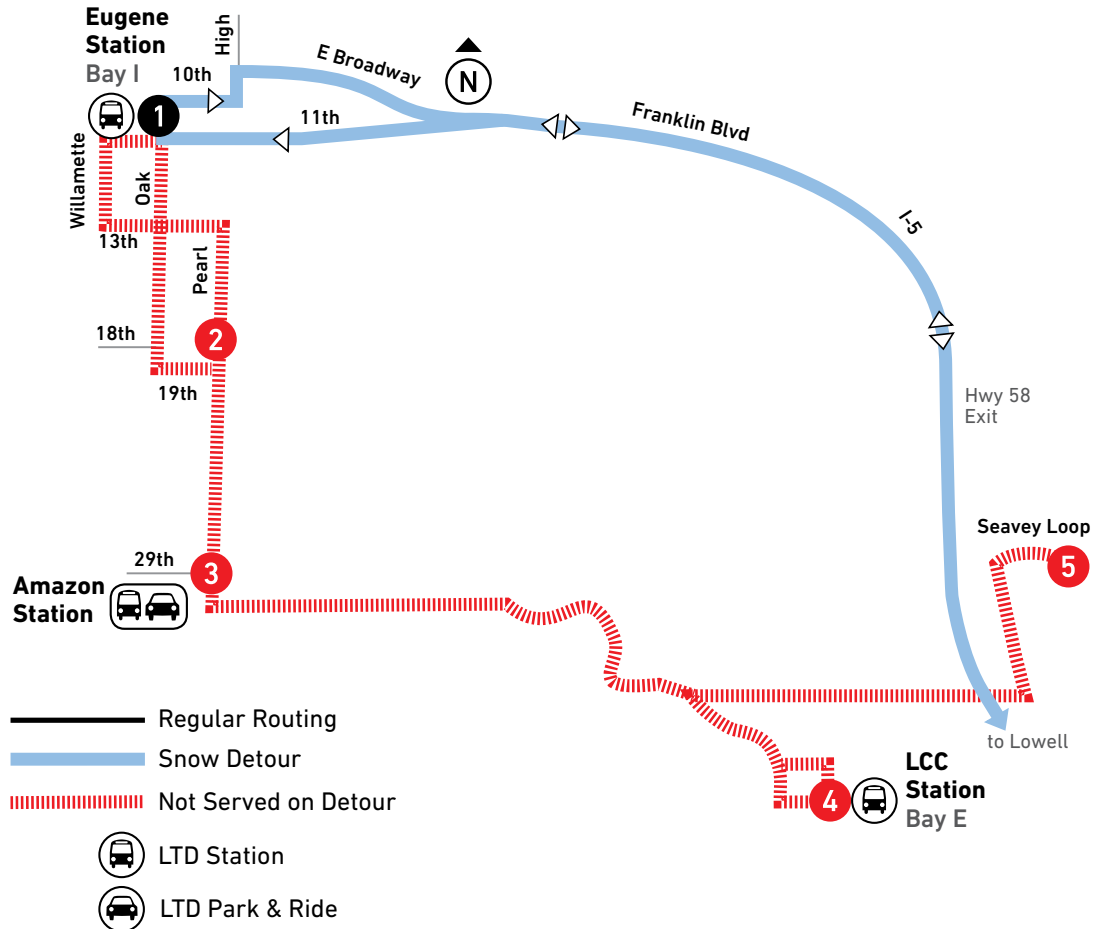 Eugene
Station
Bay I
High
10th
E Broadway
N
1
11th
Franklin Blvd
Willamette
Oak
I-5
13th
Pearl
18th
2
19th
Hwy 58
Exit
Seavey Loop
5
29th
3
Amazon
Station
Regular Routing
to Lowell
Snow Detour
LCC
Station
Bay E
4
Not Served on Detour
LTD Station
LTD Park & Ride